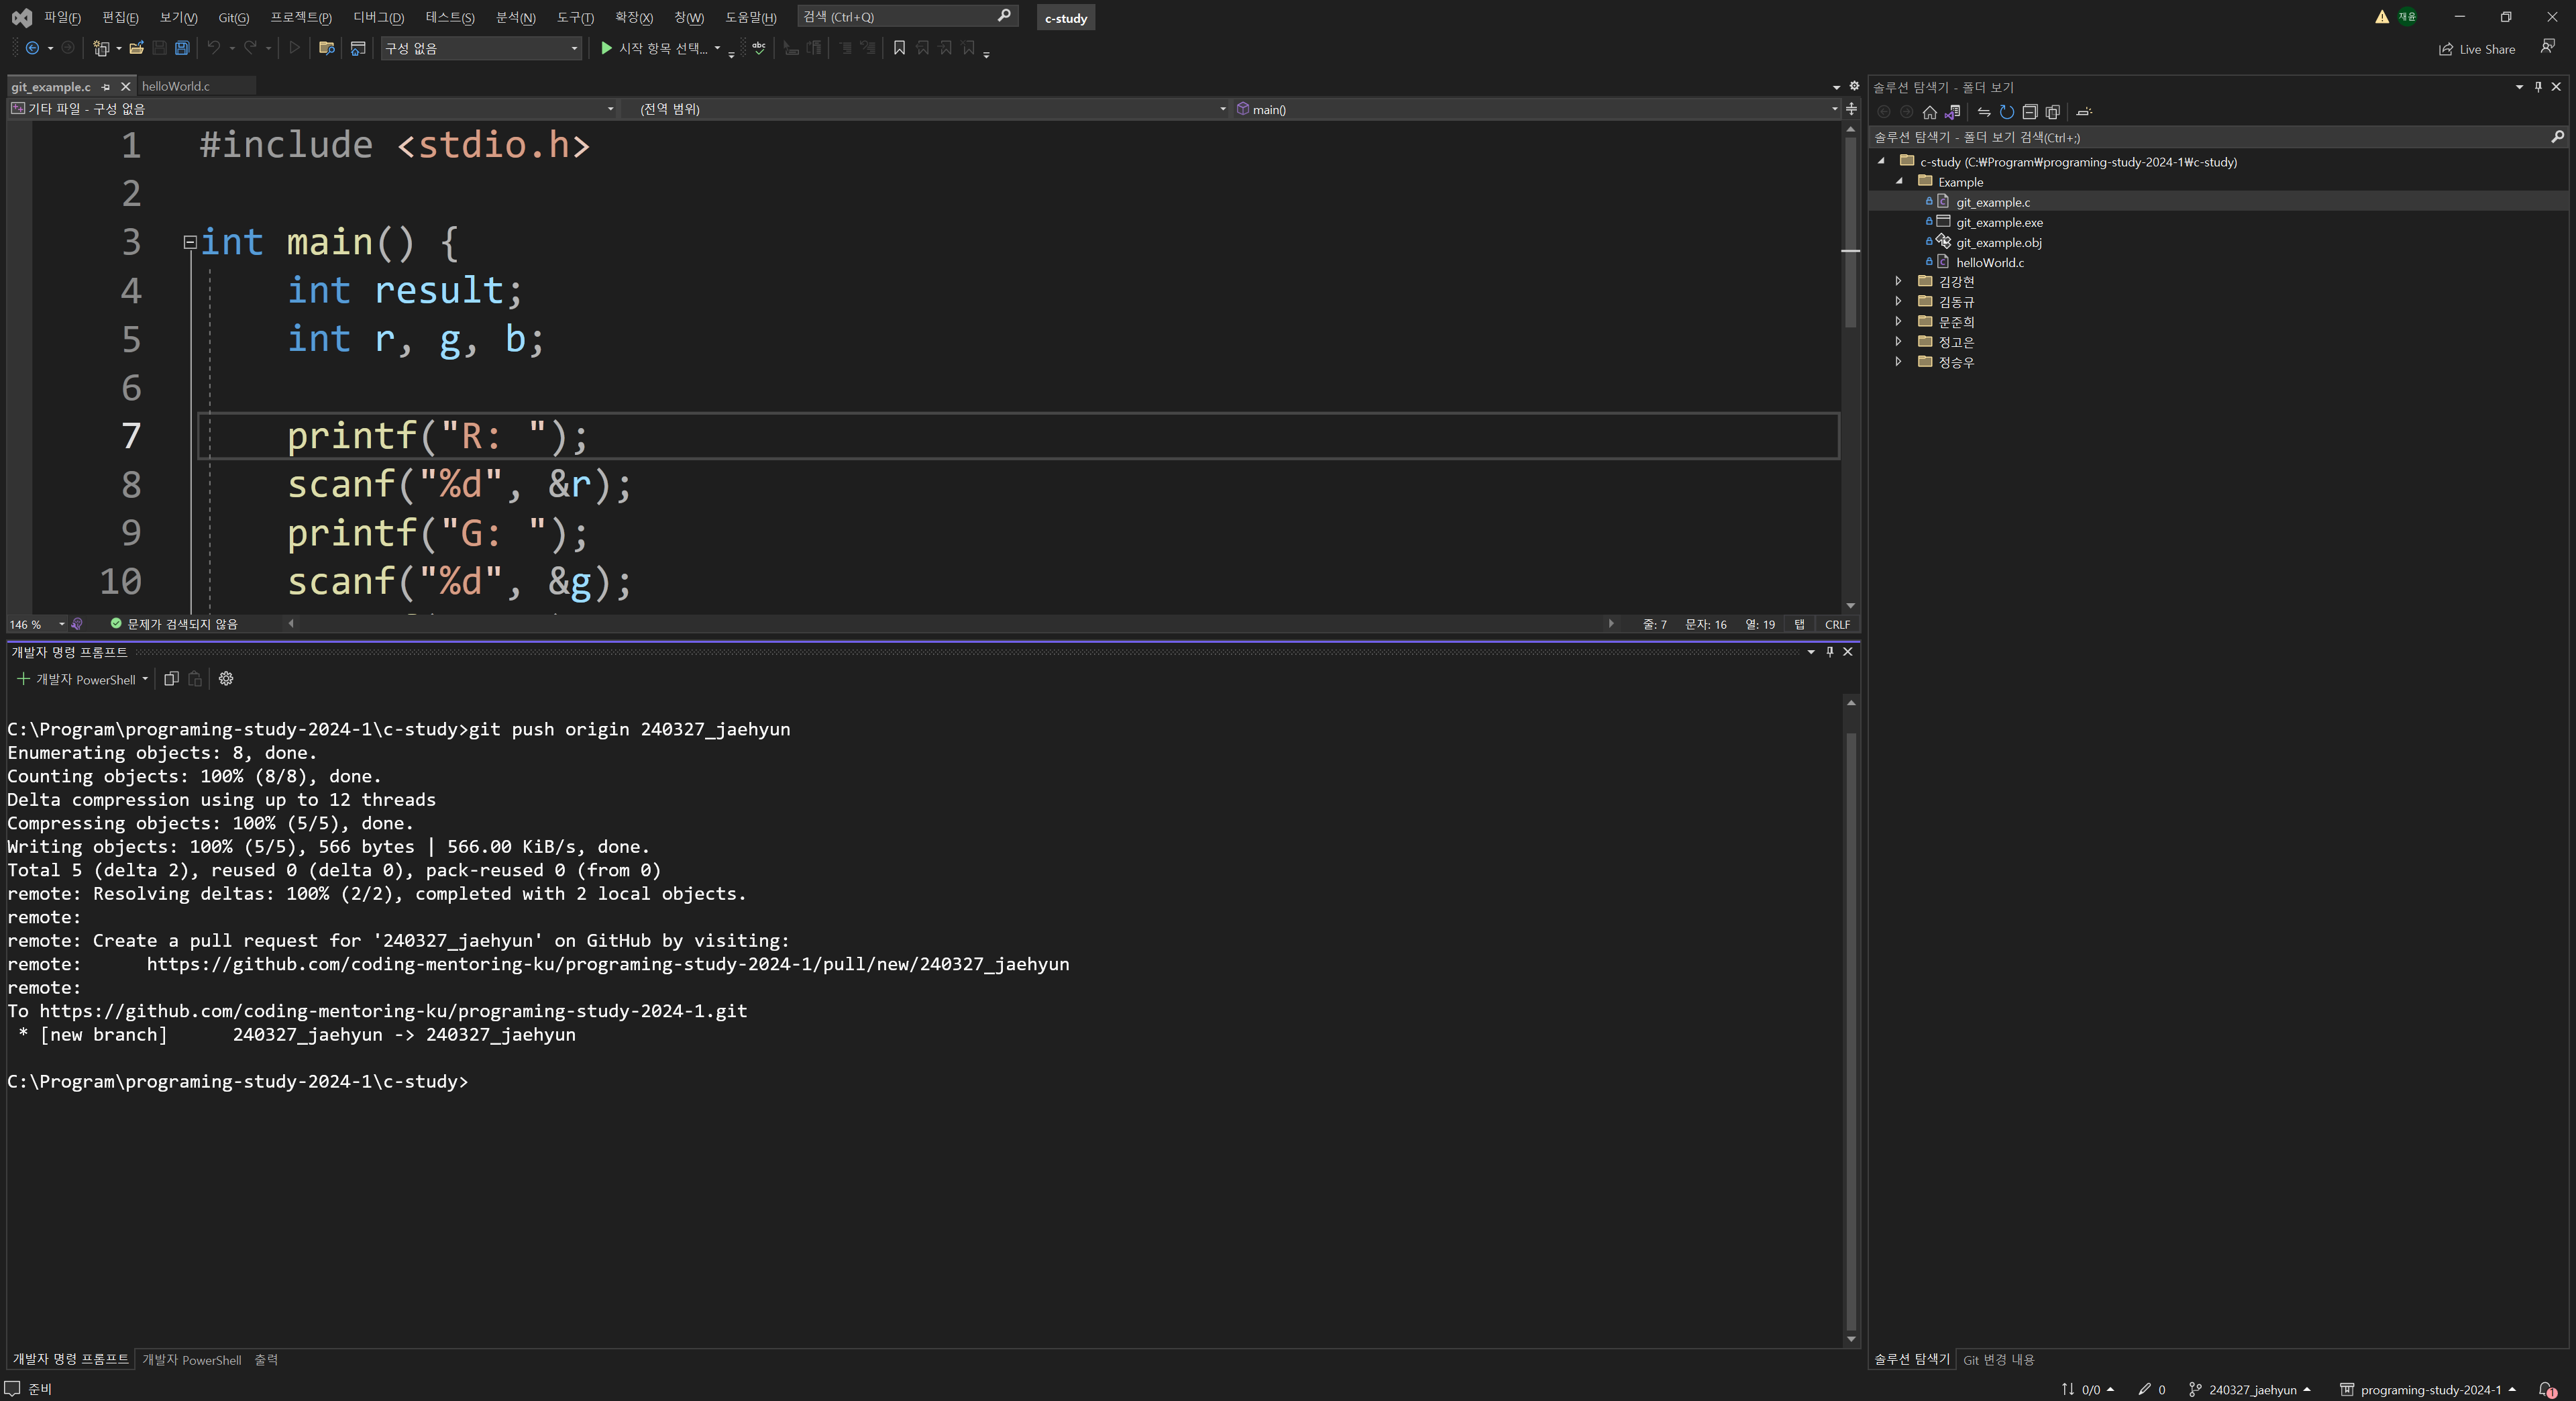 파일(F) 편집(E) 보기(V) Git(G) 프로젝트(P) 디버그(D) 테스트(S) 분석(N) 도구(T) 확장(X) 창(W) 도움말(H) 검색 (Ctrl+Q) c-study 재윤
구성 없음 시작 항목 선택... Live Share
git_example.c helloWorld.c
기타 파일 - 구성 없음 (전역 범위) main()
1 #include <stdio.h>
2
3 int main() {
4 int result;
5 int r, g, b;
6
7 printf("R: ");
8 scanf("%d", &r);
9 printf("G: ");
10 scanf("%d", &g);
146 % 문제가 검색되지 않음 줄: 7 문자: 16 열: 19 탭 CRLF
개발자 명령 프롬프트
개발자 PowerShell
C:\Program\programing-study-2024-1\c-study>git push origin 240327_jaehyun
Enumerating objects: 8, done.
Counting objects: 100% (8/8), done.
Delta compression using up to 12 threads
Compressing objects: 100% (5/5), done.
Writing objects: 100% (5/5), 566 bytes | 566.00 KiB/s, done.
Total 5 (delta 2), reused 0 (delta 0), pack-reused 0 (from 0)
remote: Resolving deltas: 100% (2/2), completed with 2 local objects.
remote:
remote: Create a pull request for '240327_jaehyun' on GitHub by visiting:
remote:      https://github.com/coding-mentoring-ku/programing-study-2024-1/pull/new/240327_jaehyun
remote:
To https://github.com/coding-mentoring-ku/programing-study-2024-1.git
 * [new branch]      240327_jaehyun -> 240327_jaehyun
C:\Program\programing-study-2024-1\c-study>
개발자 명령 프롬프트 개발자 PowerShell 출력
솔루션 탐색기 - 폴더 보기
솔루션 탐색기 - 폴더 보기 검색(Ctrl+;)
c-study (C:₩Program₩programing-study-2024-1₩c-study)
Example
git_example.c
git_example.exe
git_example.obj
helloWorld.c
김강현
김동규
문준희
정고은
정승우
솔루션 탐색기 Git 변경 내용
준비 0/0 0 240327_jaehyun programing-study-2024-1 1